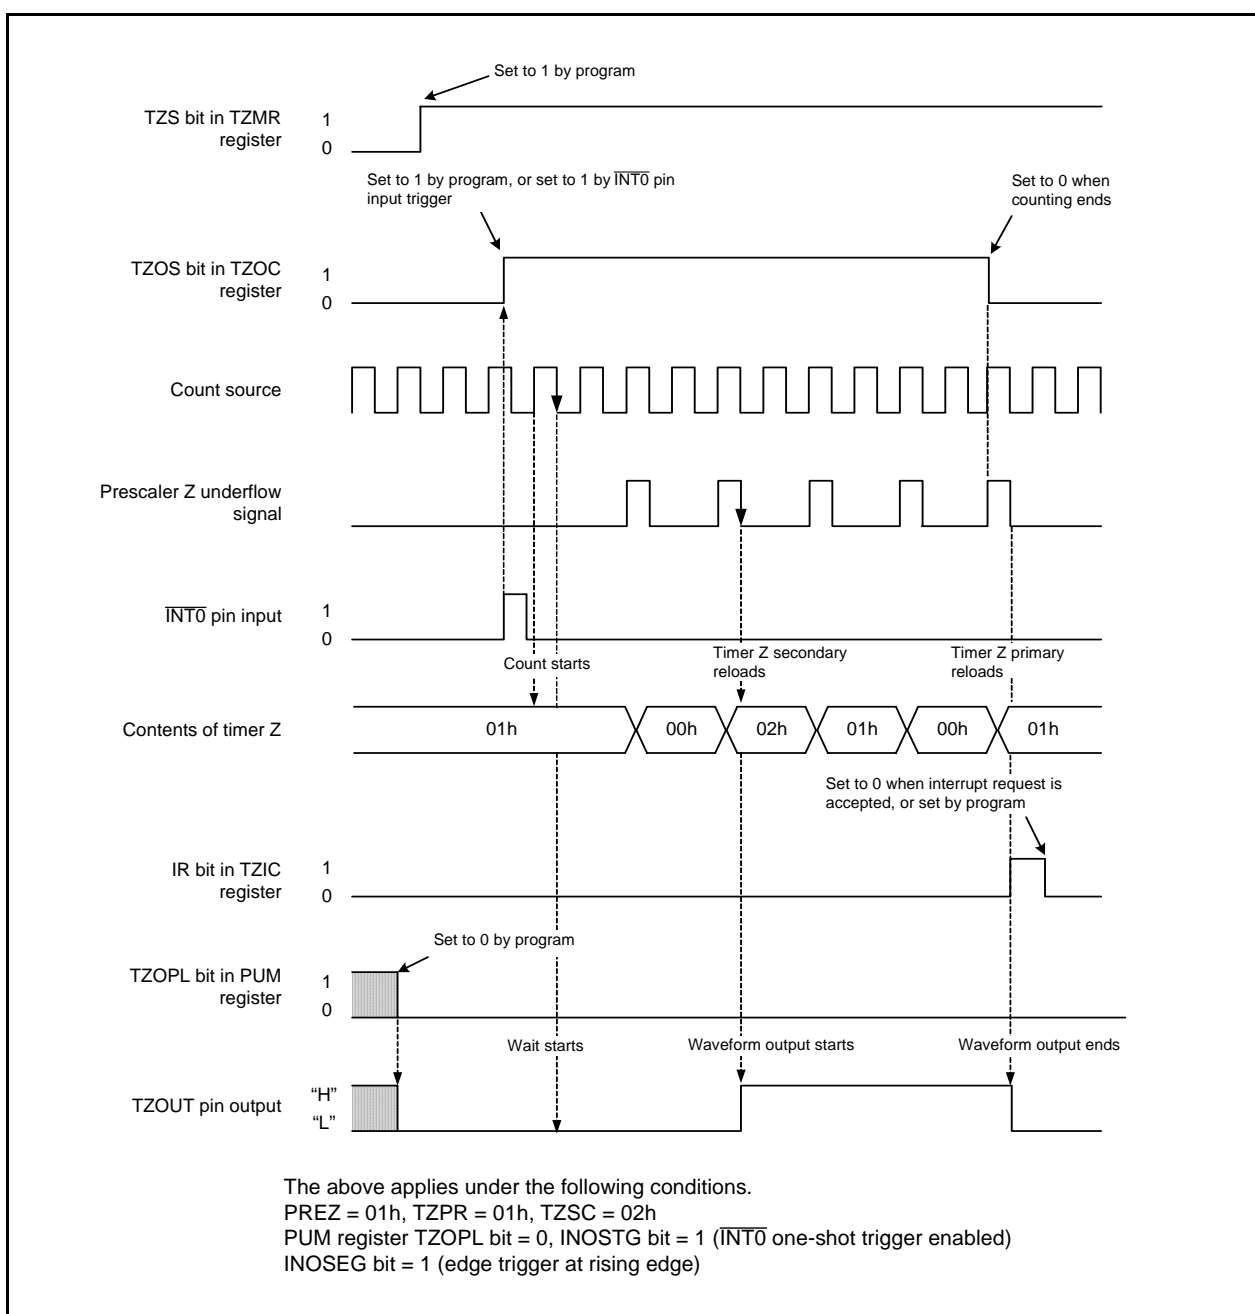 Set to 1 by program
TZS bit in TZMR
register
1
0
Set to 1 by program, or set to 1 by INT0 pin
input trigger
Set to 0 when
counting ends
TZOS bit in TZOC
register
1
0
Count source
Prescaler Z underflow
signal
INT0 pin input
1
0
Count starts
Timer Z secondary
reloads
Timer Z primary
reloads
Contents of timer Z
01h
00h
02h
01h
00h
01h
Set to 0 when interrupt request is
accepted, or set by program
IR bit in TZIC
register
1
0
Set to 0 by program
TZOPL bit in PUM
register
1
0
Wait starts
Waveform output starts
Waveform output ends
TZOUT pin output
“H”
“L”
The above applies under the following conditions.
PREZ = 01h, TZPR = 01h, TZSC = 02h
PUM register TZOPL bit = 0, INOSTG bit = 1 (INT0 one-shot trigger enabled)
INOSEG bit = 1 (edge trigger at rising edge)